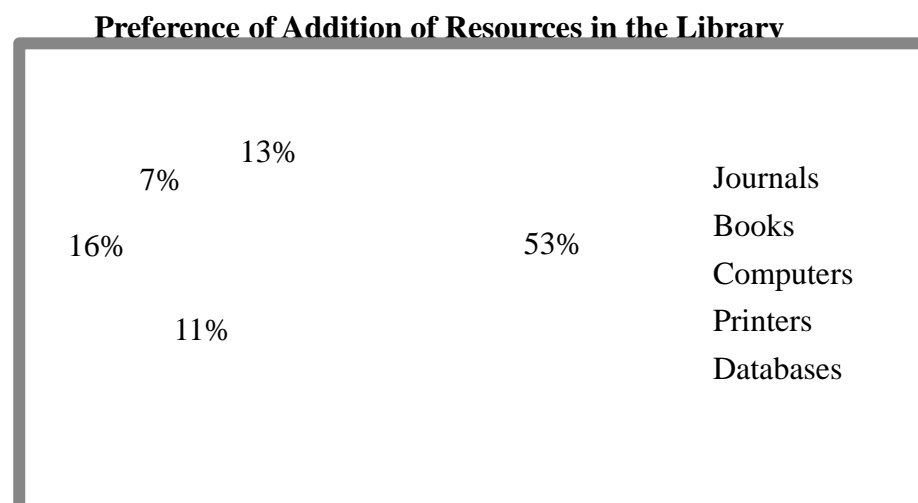 Preference of Addition of Resources in the Library
13%
7%
16%
53%
11%
Journals
Books
Computers
Printers
Databases